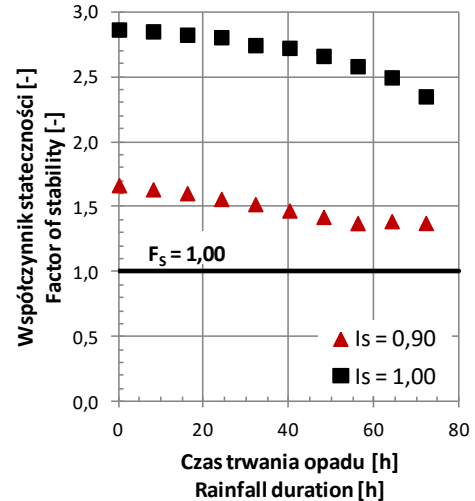 Współczynnik stateczności [-]
Factor of stability [-]
3,0
2,5
2,0
1,5
1,0
0,5
0,0
F_S = 1,00
Is = 0,90
Is = 1,00
0
20
40
60
80
Czas trwania opadu [h]
Rainfall duration [h]